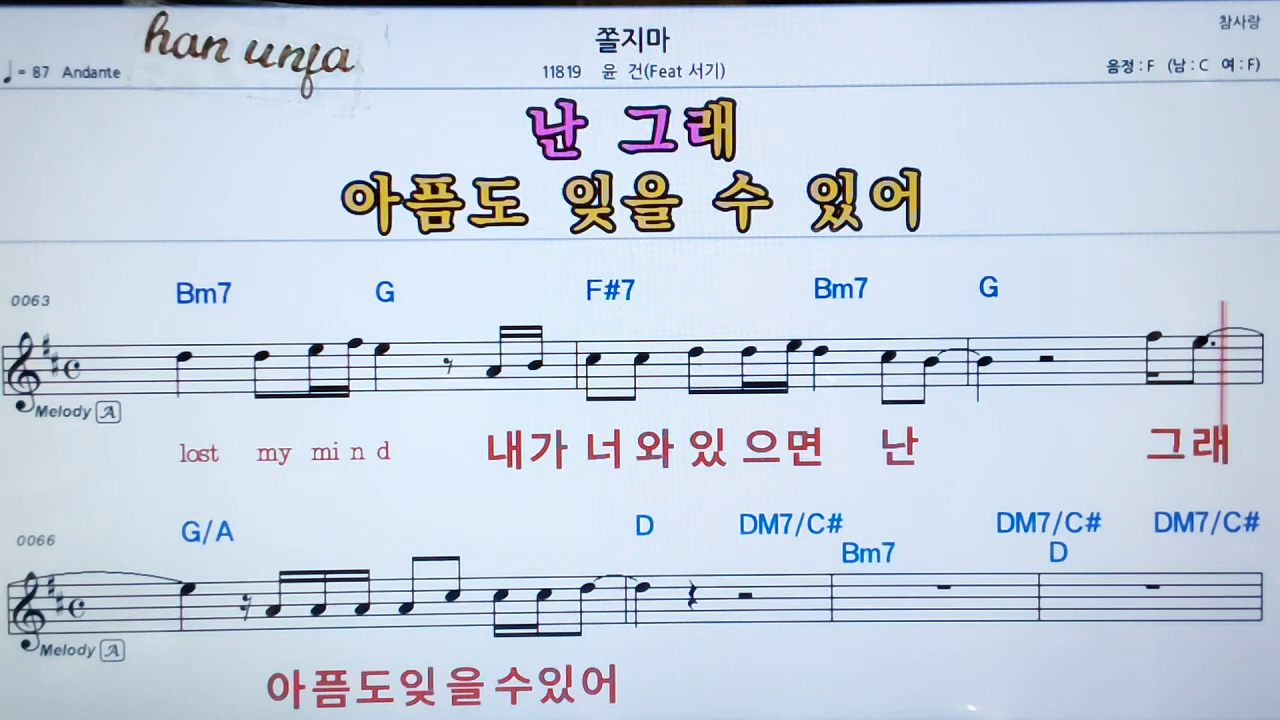 han unja
쫄지마
참사랑
♩= 87 Andante
11819 윤 건(Feat 서기)
음정 : F (남 : C 여 : F)
난 그래
아픔도 잊을 수 있어
0063
Bm7 G F#7 Bm7 G
Melody A
lost my mi n d 내가 너 와 있 으면 난 그래
0066
G/A D DM7/C# DM7/C# DM7/C#
Bm7 D
Melody A
아픔도잊 을 수있어